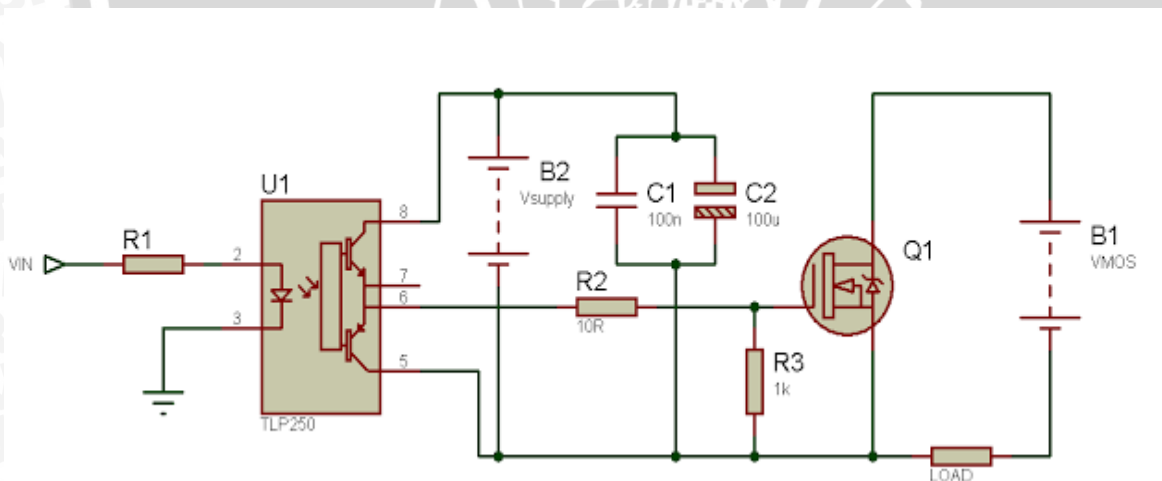 U1
R1
VIN
2
3
8
7
6
5
TLP250
B2
Vsupply
C1
100n
C2
100u
R2
10R
R3
1k
Q1
B1
VMOS
LOAD